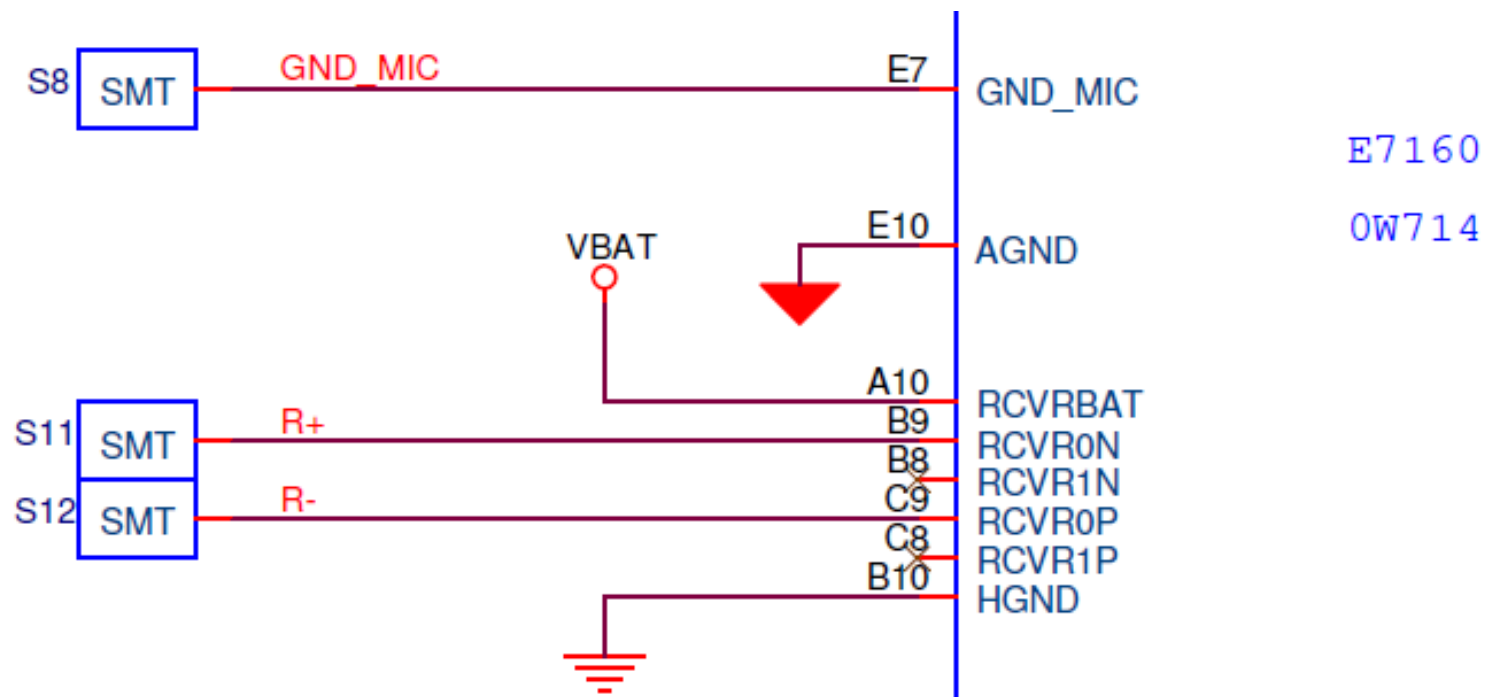 S8 SMT GND_MIC E7 GND_MIC
E7160
0W714
E10 AGND
VBAT
A10 RCVRBAT
S11 SMT R+ B9 RCVR0N
B8 RCVR1N
S12 SMT R- C9 RCVR0P
C8 RCVR1P
B10 HGND